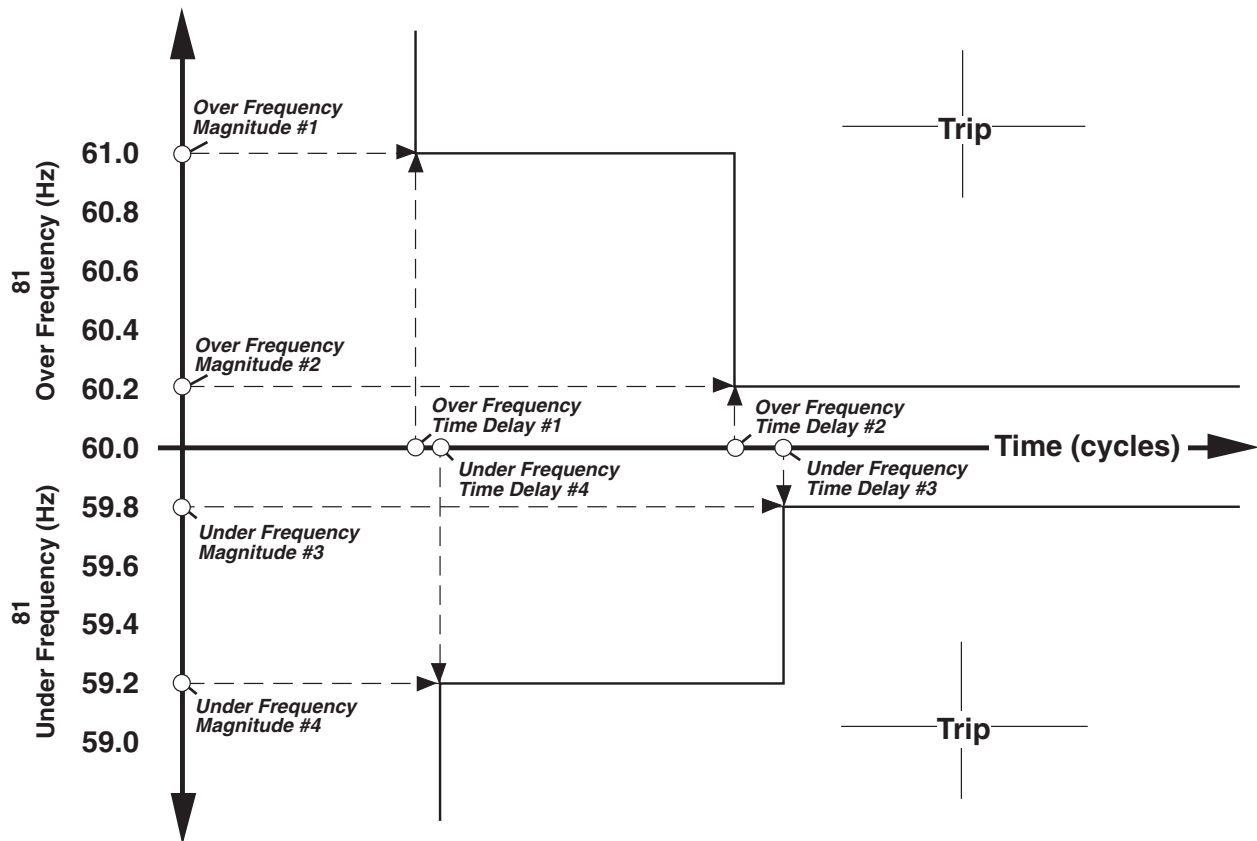 Over Frequency
Magnitude #1
Trip
61.0
60.8
60.6
60.4
60.2
81
Over Frequency (Hz)
Over Frequency
Magnitude #2
Over Frequency
Time Delay #1
Over Frequency
Time Delay #2
60.0
Time (cycles)
Under Frequency
Time Delay #4
Under Frequency
Time Delay #3
59.8
59.6
59.4
59.2
59.0
81
Under Frequency (Hz)
Under Frequency
Magnitude #3
Under Frequency
Magnitude #4
Trip